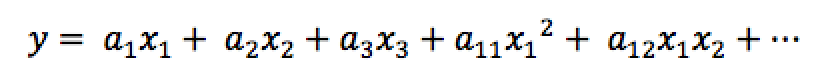 y = a₁x₁ + a₂x₂ + a₃x₃ + a₁₁x₁² + a₁₂x₁x₂ + ⋯